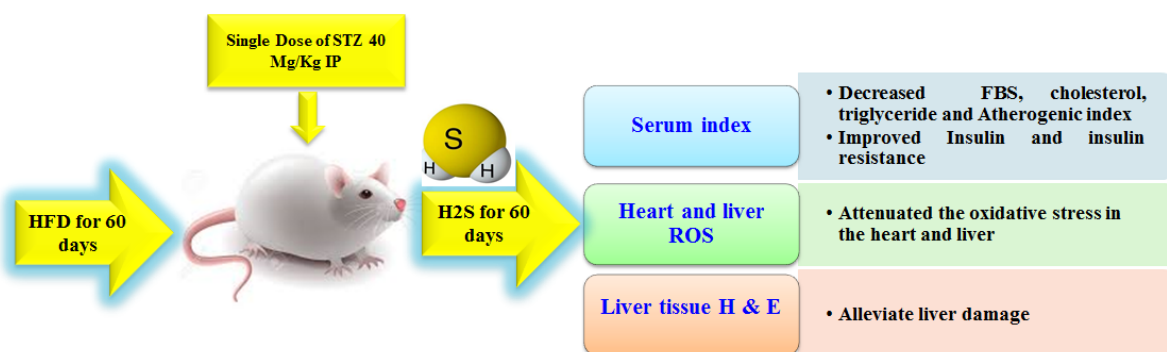 Single Dose of STZ 40
Mg/Kg IP
HFD for 60
days
S
H
H
H2S for 60
days
Serum index
• Decreased FBS, cholesterol,
triglyceride and Atherogenic index
• Improved Insulin and insulin
resistance
Heart and liver
ROS
• Attenuated the oxidative stress in
the heart and liver
Liver tissue H & E
• Alleviate liver damage